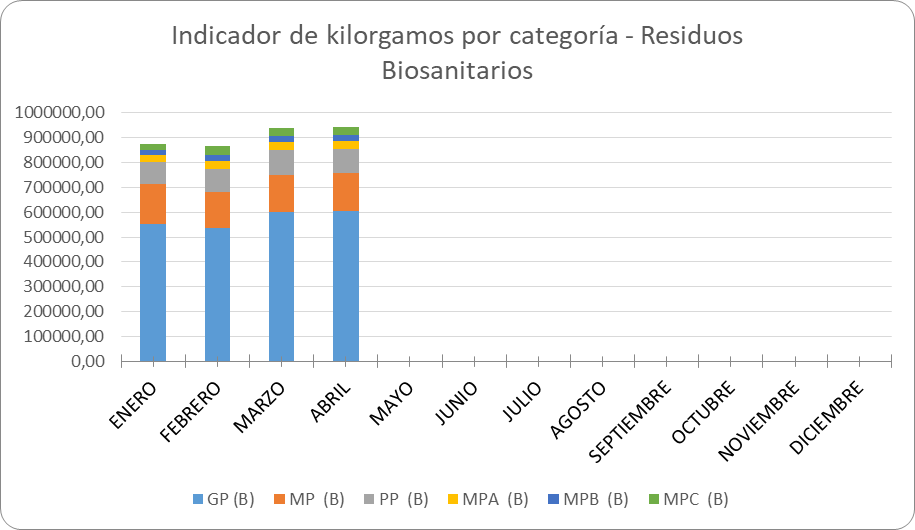 Indicador de kilorgamos por categoría - Residuos
Biosanitarios
1000000,00
900000,00
800000,00
700000,00
600000,00
500000,00
400000,00
300000,00
200000,00
100000,00
0,00
ENERO
FEBRERO
MARZO
ABRIL
MAYO
JUNIO
JULIO
AGOSTO
SEPTIEMBRE
OCTUBRE
NOVIEMBRE
DICIEMBRE
GP (B) MP (B) PP (B) MPA (B) MPB (B) MPC (B)